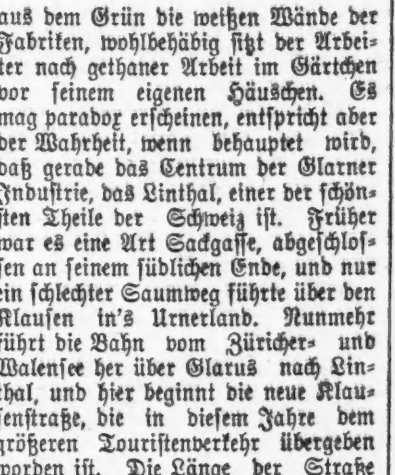 aus dem Grün die weißen Wände der
Fabriken, wohlbehäbig sitzt der Arbei-
ter nach gethaner Arbeit im Gärtchen
vor seinem eigenen Häuschen. Es
mag paradox erscheinen, entspricht aber
der Wahrheit, wenn behauptet wird,
daß gerade das Centrum der Glarner
Industrie, das Linthal, einer der schön-
sten Theile der Schweiz ist. Früher
war es eine Art Sackgasse, abgeschlos-
sen an seinem südlichen Ende, und nur
ein schlechter Saumweg führte über den
Klausen in's Urnerland. Nunmehr
führt die Bahn vom Züricher- und
Walensee her über Glarus nach Lin-
thal, und hier beginnt die neue Klau-
senstraße, die in diesem Jahre dem
größeren Touristenverkehr übergeben
worden ist. Die Länge der Straße